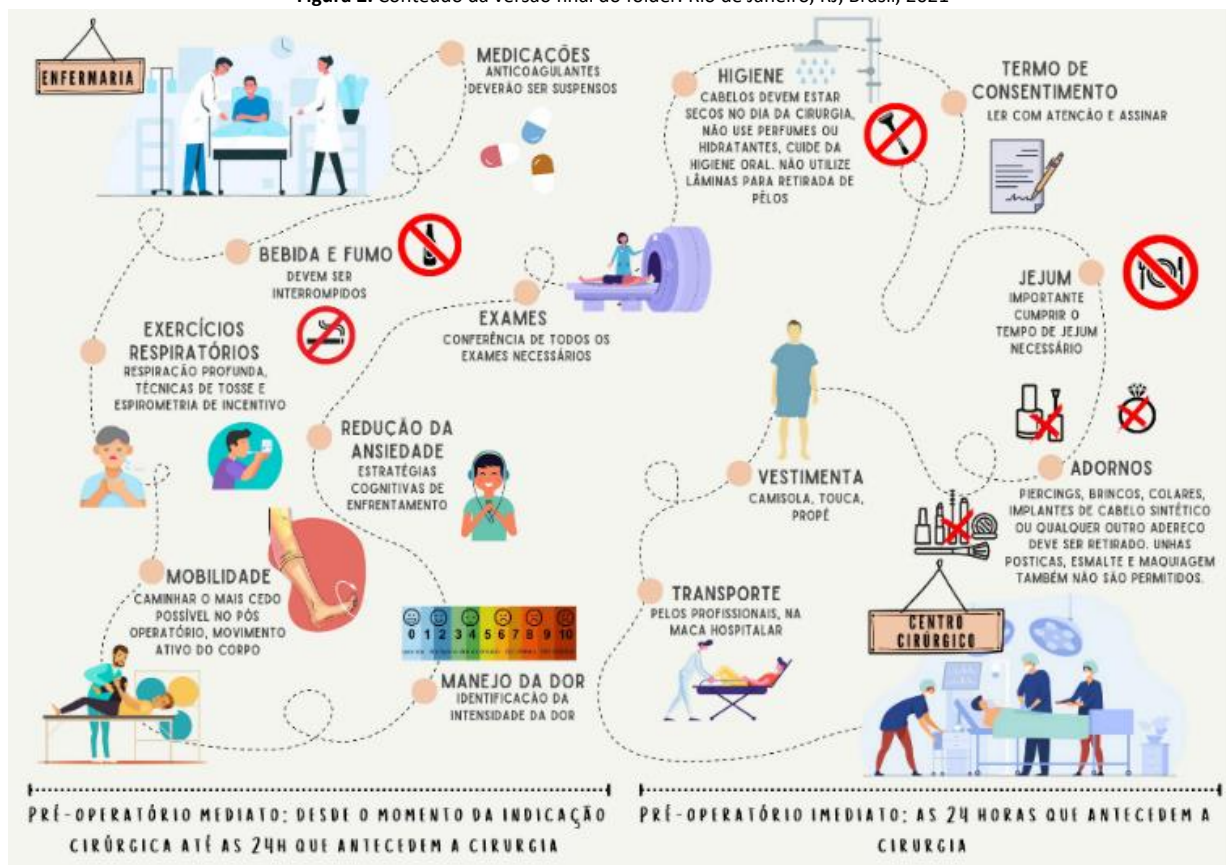 Figura 2. Conteúdo da versão final do folder. Rio de Janeiro, RJ, Brasil, 2021
ENFERMARIA
MEDICAÇÕES
ANTICOAGULANTES
DEVERÃO SER SUSPENSOS
BEBIDA E FUMO
DEVEM SER
INTERROMPIDOS
EXERCÍCIOS
RESPIRATÓRIOS
RESPIRAÇÃO PROFUNDA,
TÉCNICAS DE TOSSE E
ESPIROMETRIA DE INCENTIVO
MOBILIDADE
CAMINHAR O MAIS CEDO
POSSÍVEL NO PÓS
OPERATÓRIO, MOVIMENTO
ATIVO DO CORPO
MANEJO DA DOR
IDENTIFICACÃO DA
INTENSIDADE DA DOR
0 1 2 3 4 5 6 7 8 9 10
REDUÇÃO DA
ANSIEDADE
ESTRATÉGIAS
COGNITIVAS DE
ENFRENTAMENTO
EXAMES
CONFERÊNCIA DE TODOS OS
EXAMES NECESSÁRIOS
HIGIENE
CABELOS DEVEM ESTAR
SECOS NO DIA DA CIRURGIA,
NÃO USE PERFUMES OU
HIDRATANTES, CUIDE DA
HIGIENE ORAL. NÃO UTILIZE
LÂMINAS PARA RETIRADA DE
PÊLOS
TERMO DE
CONSENTIMENTO
LER COM ATENCÃO E ASSINAR
JEJUM
IMPORTANTE
CUMPRIR O
TEMPO DE JEJUM
NECESSÁRIO
ADORNOS
PIERCINGS, BRINCOS, COLARES,
IMPLANTES DE CABELO SINTÉTICO
OU QUALQUER OUTRO ADERECO
DEVE SER RETIRADO. UNHAS
POSTICAS, ESMALTE E MAQUIAGEM
TAMBÉM NÃO SÃO PERMITIDOS.
VESTIMENTA
CAMISOLA, TOUCA,
PROPÉ
TRANSPORTE
PELOS PROFISSIONAIS, NA
MACA HOSPITALAR
CENTRO
CIRÚRGICO
PRÉ-OPERATÓRIO MEDIATO: DESDE O MOMENTO DA INDICAÇÃO
CIRÚRGICA ATÉ AS 24H QUE ANTECEDEM A CIRURGIA
PRÉ-OPERATÓRIO IMEDIATO: AS 24 HORAS QUE ANTECEDEM A
CIRURGIA